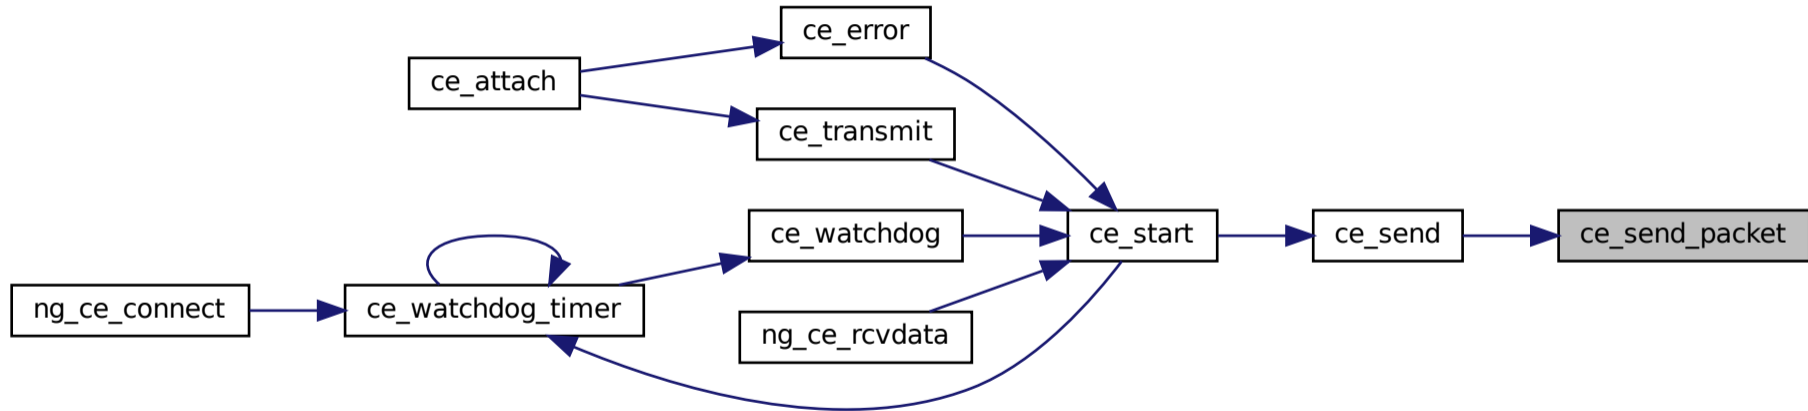 ce_error
ce_attach
ce_transmit
ce_watchdog
ce_start
ce_send
ce_send_packet
ng_ce_connect
ce_watchdog_timer
ng_ce_rcvdata